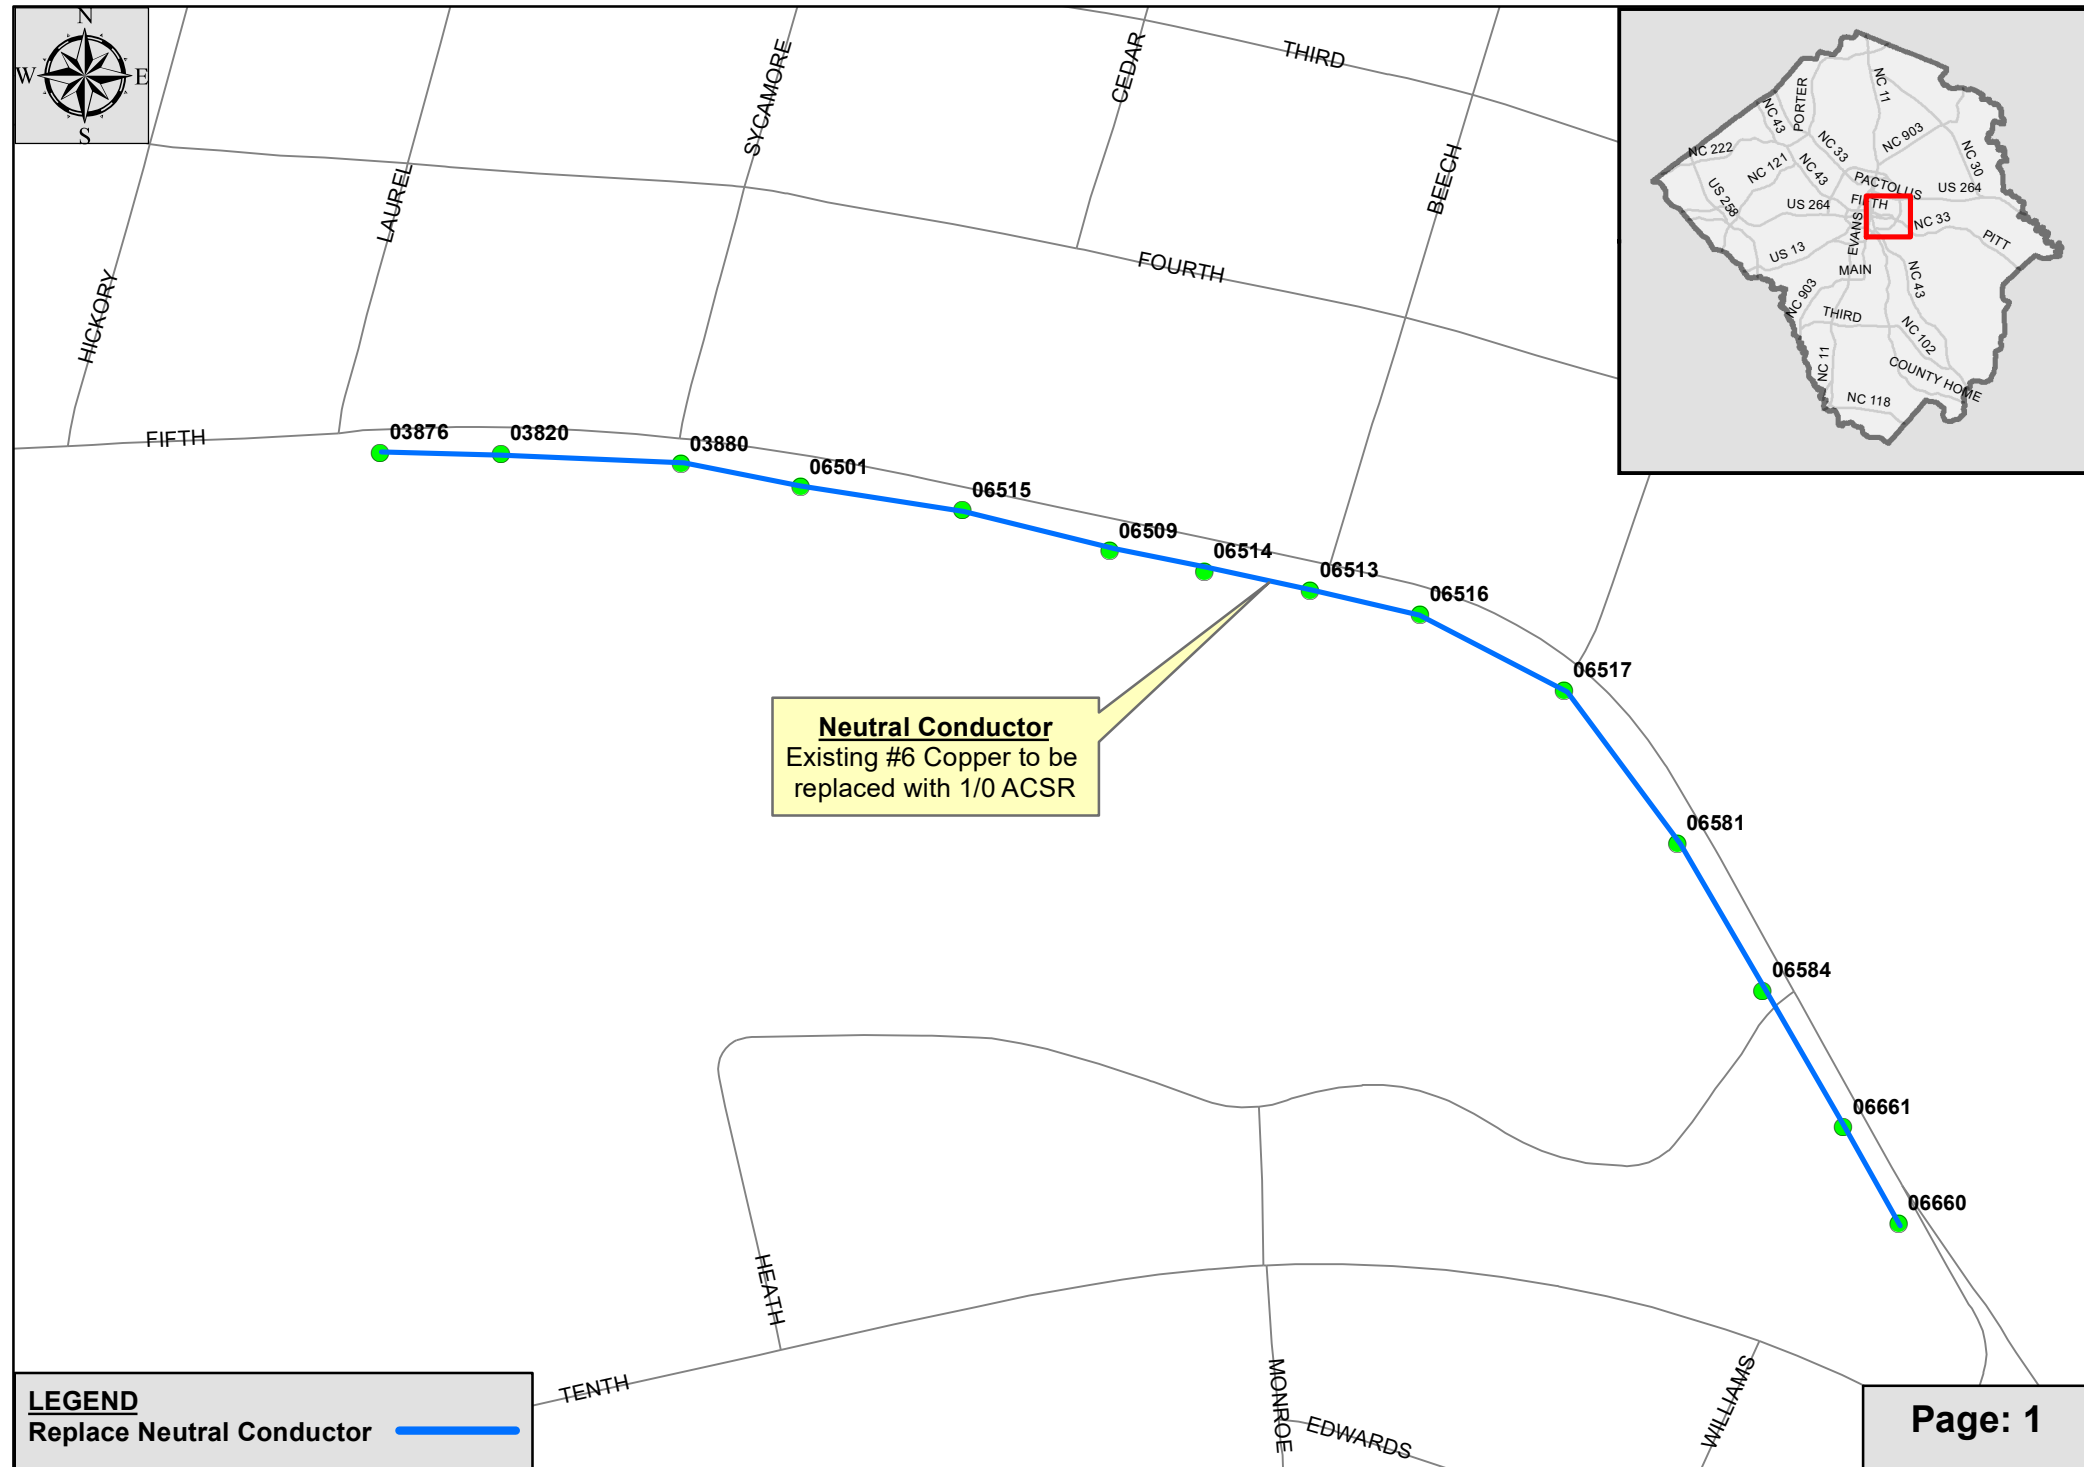 N
W
E
S
HICKORY
LAUREL
SYCAMORE
CEDAR
THIRD
BEECH
FOURTH
FIFTH
03876
03820
03880
06501
06515
06509
06514
06513
06516
06517
06581
06584
06661
06660
Neutral Conductor
Existing #6 Copper to be
replaced with 1/0 ACSR
HEATH
TENTH
MONROE
EDWARDS
WILLIAMS
NC 11
PORTER
NC 43
NC 903
NC 33
NC 222
NC 121
NC 43
NC 30
PACTOLUS
US 264
US 258
US 264
FIFTH
NC 33
EVANS
PITT
US 13
MAIN
NC 43
NC 903
THIRD
NC 102
NC 11
COUNTY HOME
NC 118
LEGEND
Replace Neutral Conductor
Page: 1